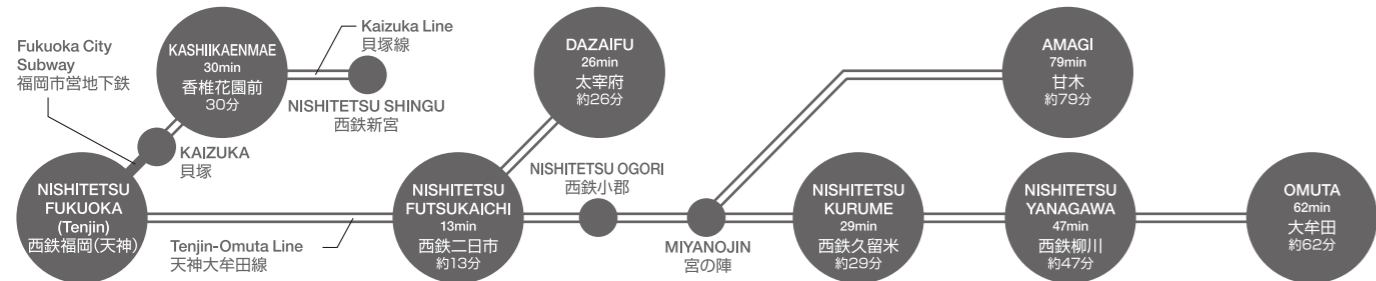 Fukuoka City
Subway
福岡市営地下鉄
KASHIIKAENMAE
30min
香椎花園前
30分
Kaizuka Line
貝塚線
NISHITETSU SHINGU
西鉄新宮
KAIZUKA
貝塚
DAZAIFU
26min
太宰府
約26分
AMAGI
79min
甘木
約79分
NISHITETSU
FUKUOKA
(Tenjin)
西鉄福岡(天神)
Tenjin-Omuta Line
天神大牟田線
NISHITETSU
FUTSUKAICHI
13min
西鉄二日市
約13分
NISHITETSU OGORI
西鉄小郡
MIYANOJIN
宮の陣
NISHITETSU
KURUME
29min
西鉄久留米
約29分
NISHITETSU
YANAGAWA
47min
西鉄柳川
約47分
OMUTA
62min
大牟田
約62分